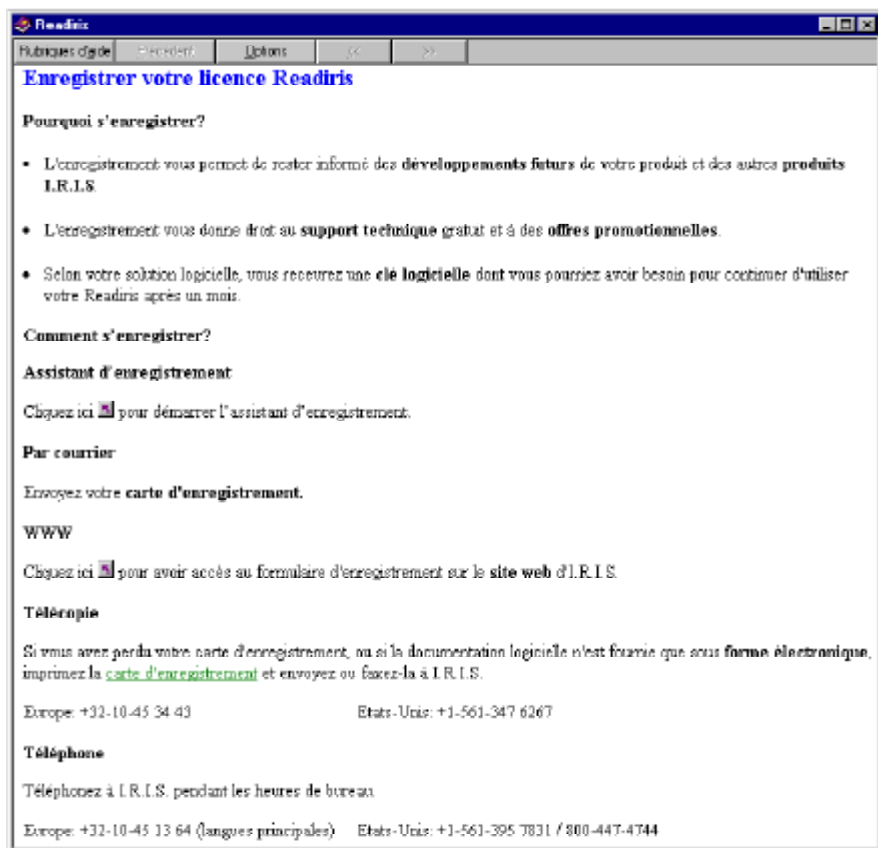 Readiris
Rubriques d'aide Précédent Options << >>
Enregistrer votre licence Readiris
Pourquoi s'enregistrer?
• L'enregistrement vous permet de rester informé des développements futurs de votre produit et des autres produits
I.R.I.S.
• L'enregistrement vous donne droit au support technique gratuit et à des offres promotionnelles.
• Selon votre solution logicielle, vous recevrez une clé logicielle dont vous pourriez avoir besoin pour continuer d'utiliser
votre Readiris après un mois.
Comment s'enregistrer?
Assistant d'enregistrement
Cliquez ici pour démarrer l'assistant d'enregistrement.
Par courrier
Envoyez votre carte d'enregistrement.
WWW
Cliquez ici pour avoir accès au formulaire d'enregistrement sur le site web d'I.R.I.S.
Télécopie
Si vous avez perdu votre carte d'enregistrement, ou si la documentation logicielle n'est fournie que sous forme électronique,
imprimez la carte d'enregistrement et envoyez ou faxez-la à I.R.I.S.
Europe: +32-10-45 34 43 Etats-Unis: +1-561-347 6267
Téléphone
Téléphonez à I.R.I.S. pendant les heures de bureau.
Europe: +32-10-45 13 64 (langues principales) Etats-Unis: +1-561-395 7831 / 800-447-4744